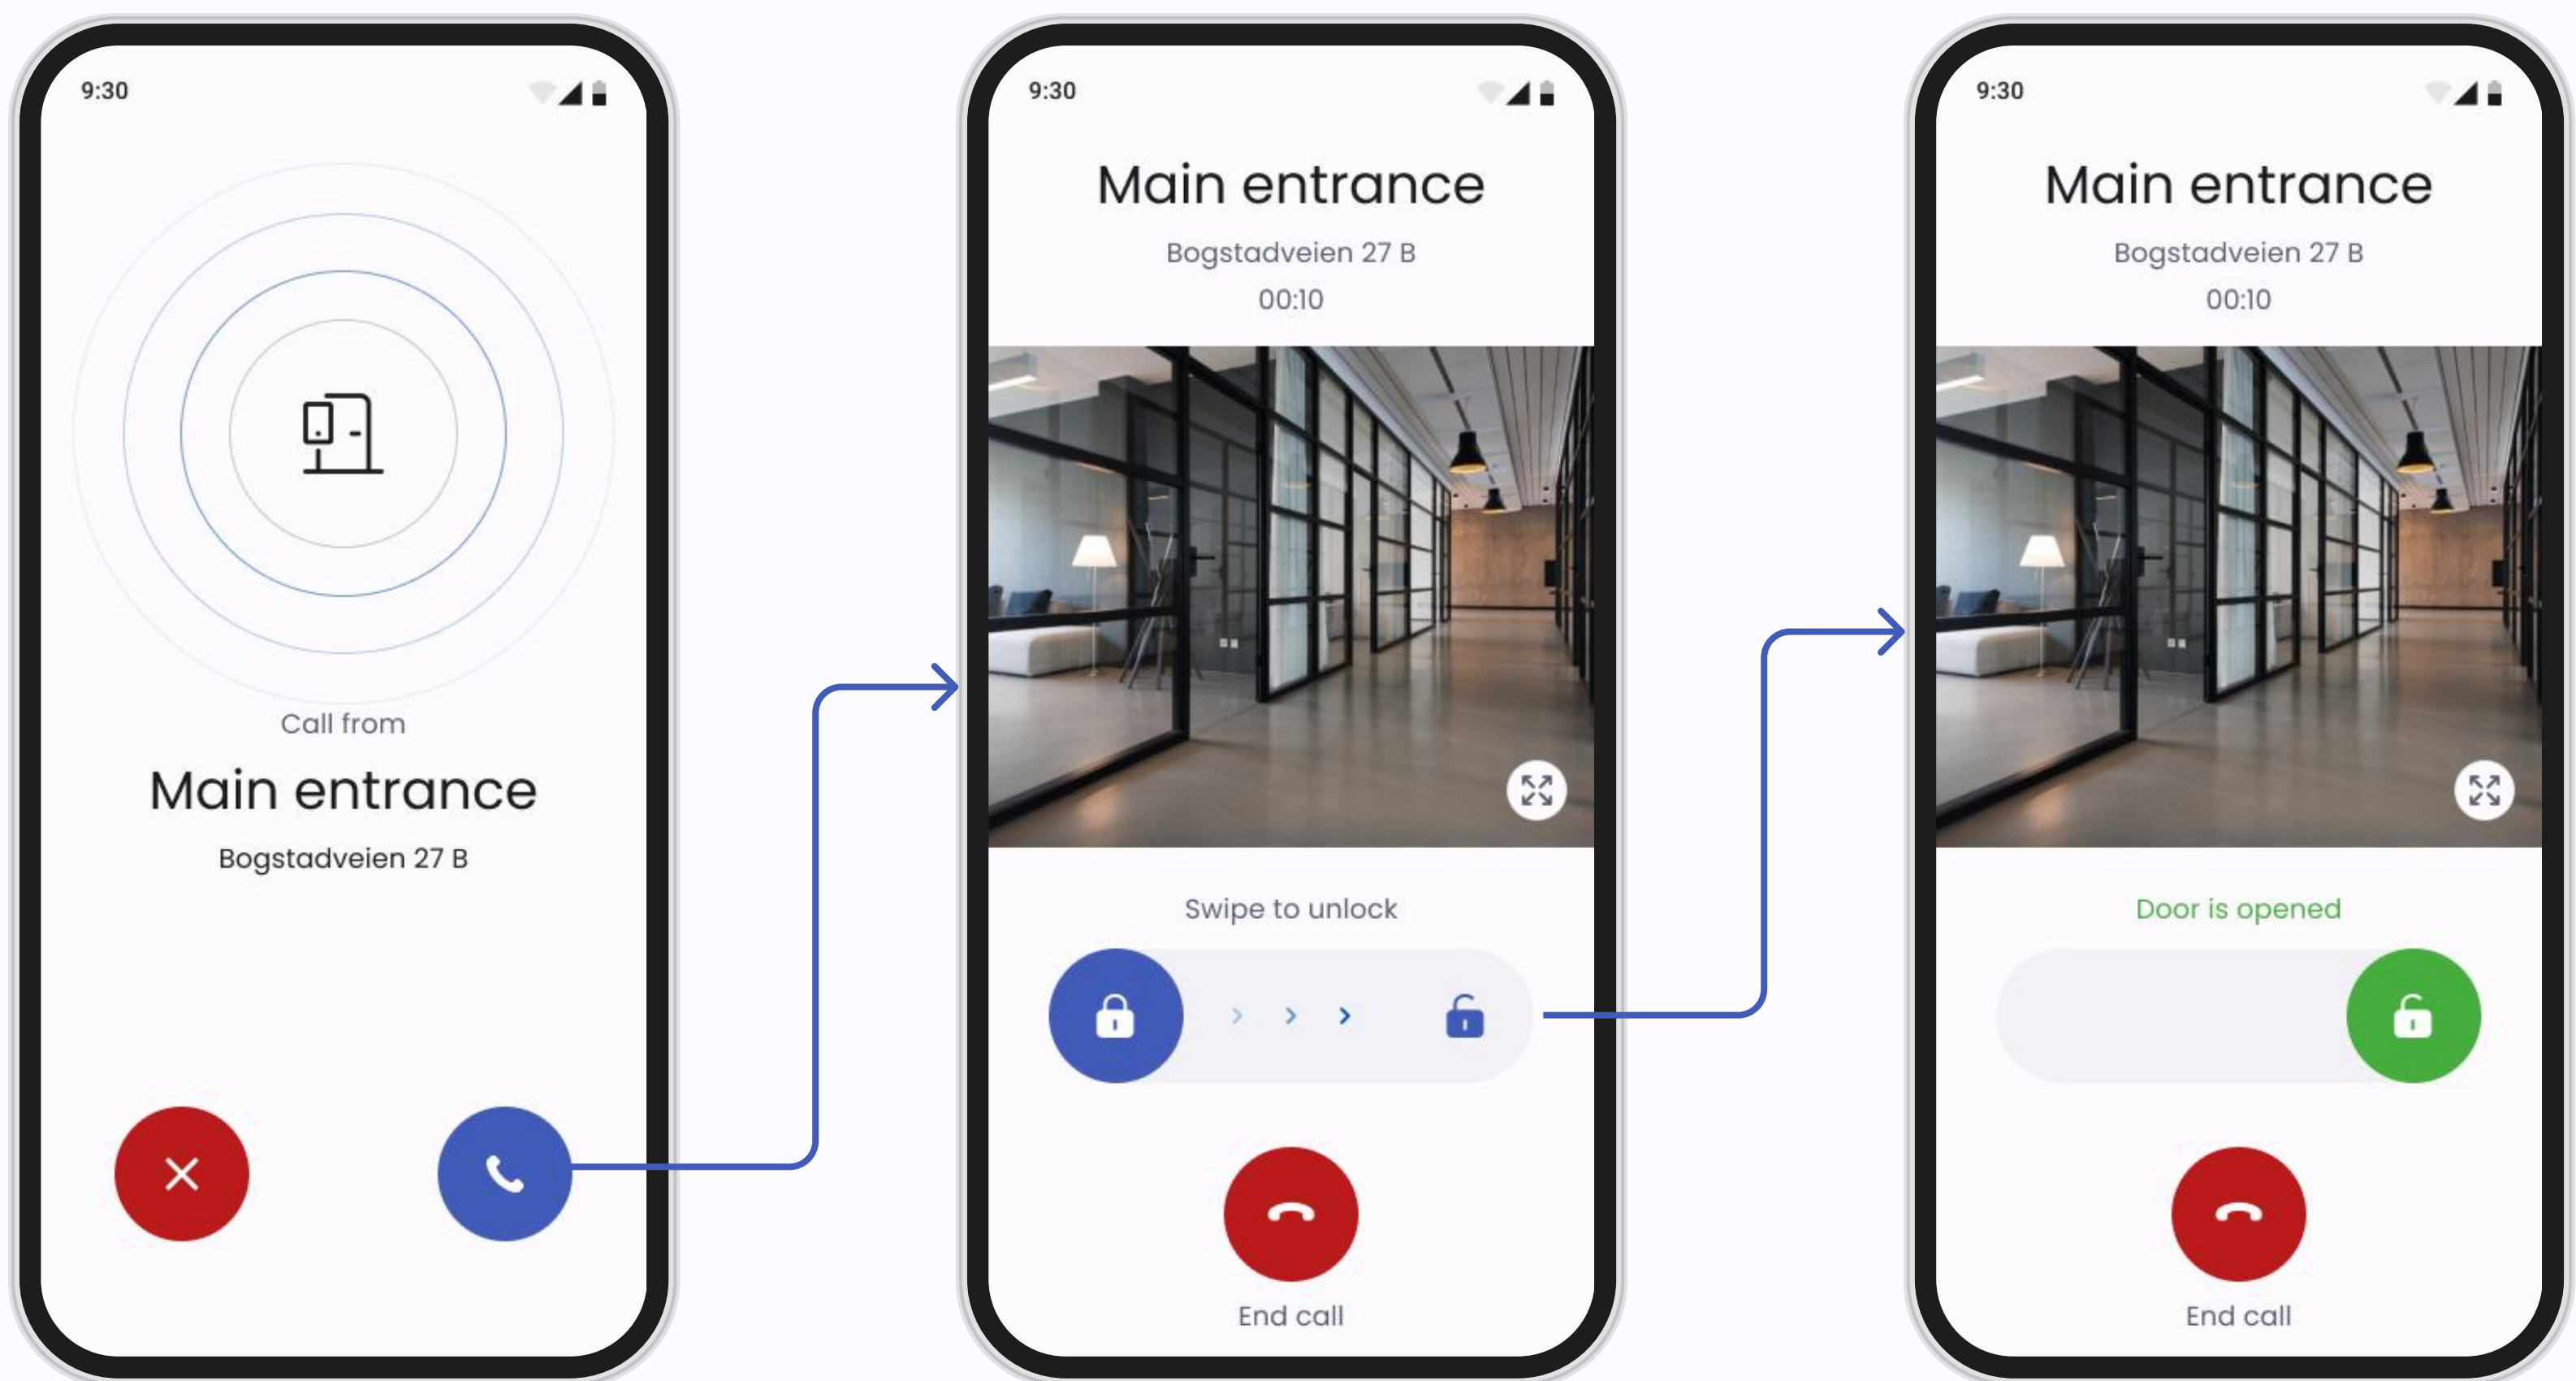 9:30
Call from
Main entrance
Bogstadveien 27 B
9:30
Main entrance
Bogstadveien 27 B
00:10
Swipe to unlock
End call
9:30
Main entrance
Bogstadveien 27 B
00:10
Door is opened
End call